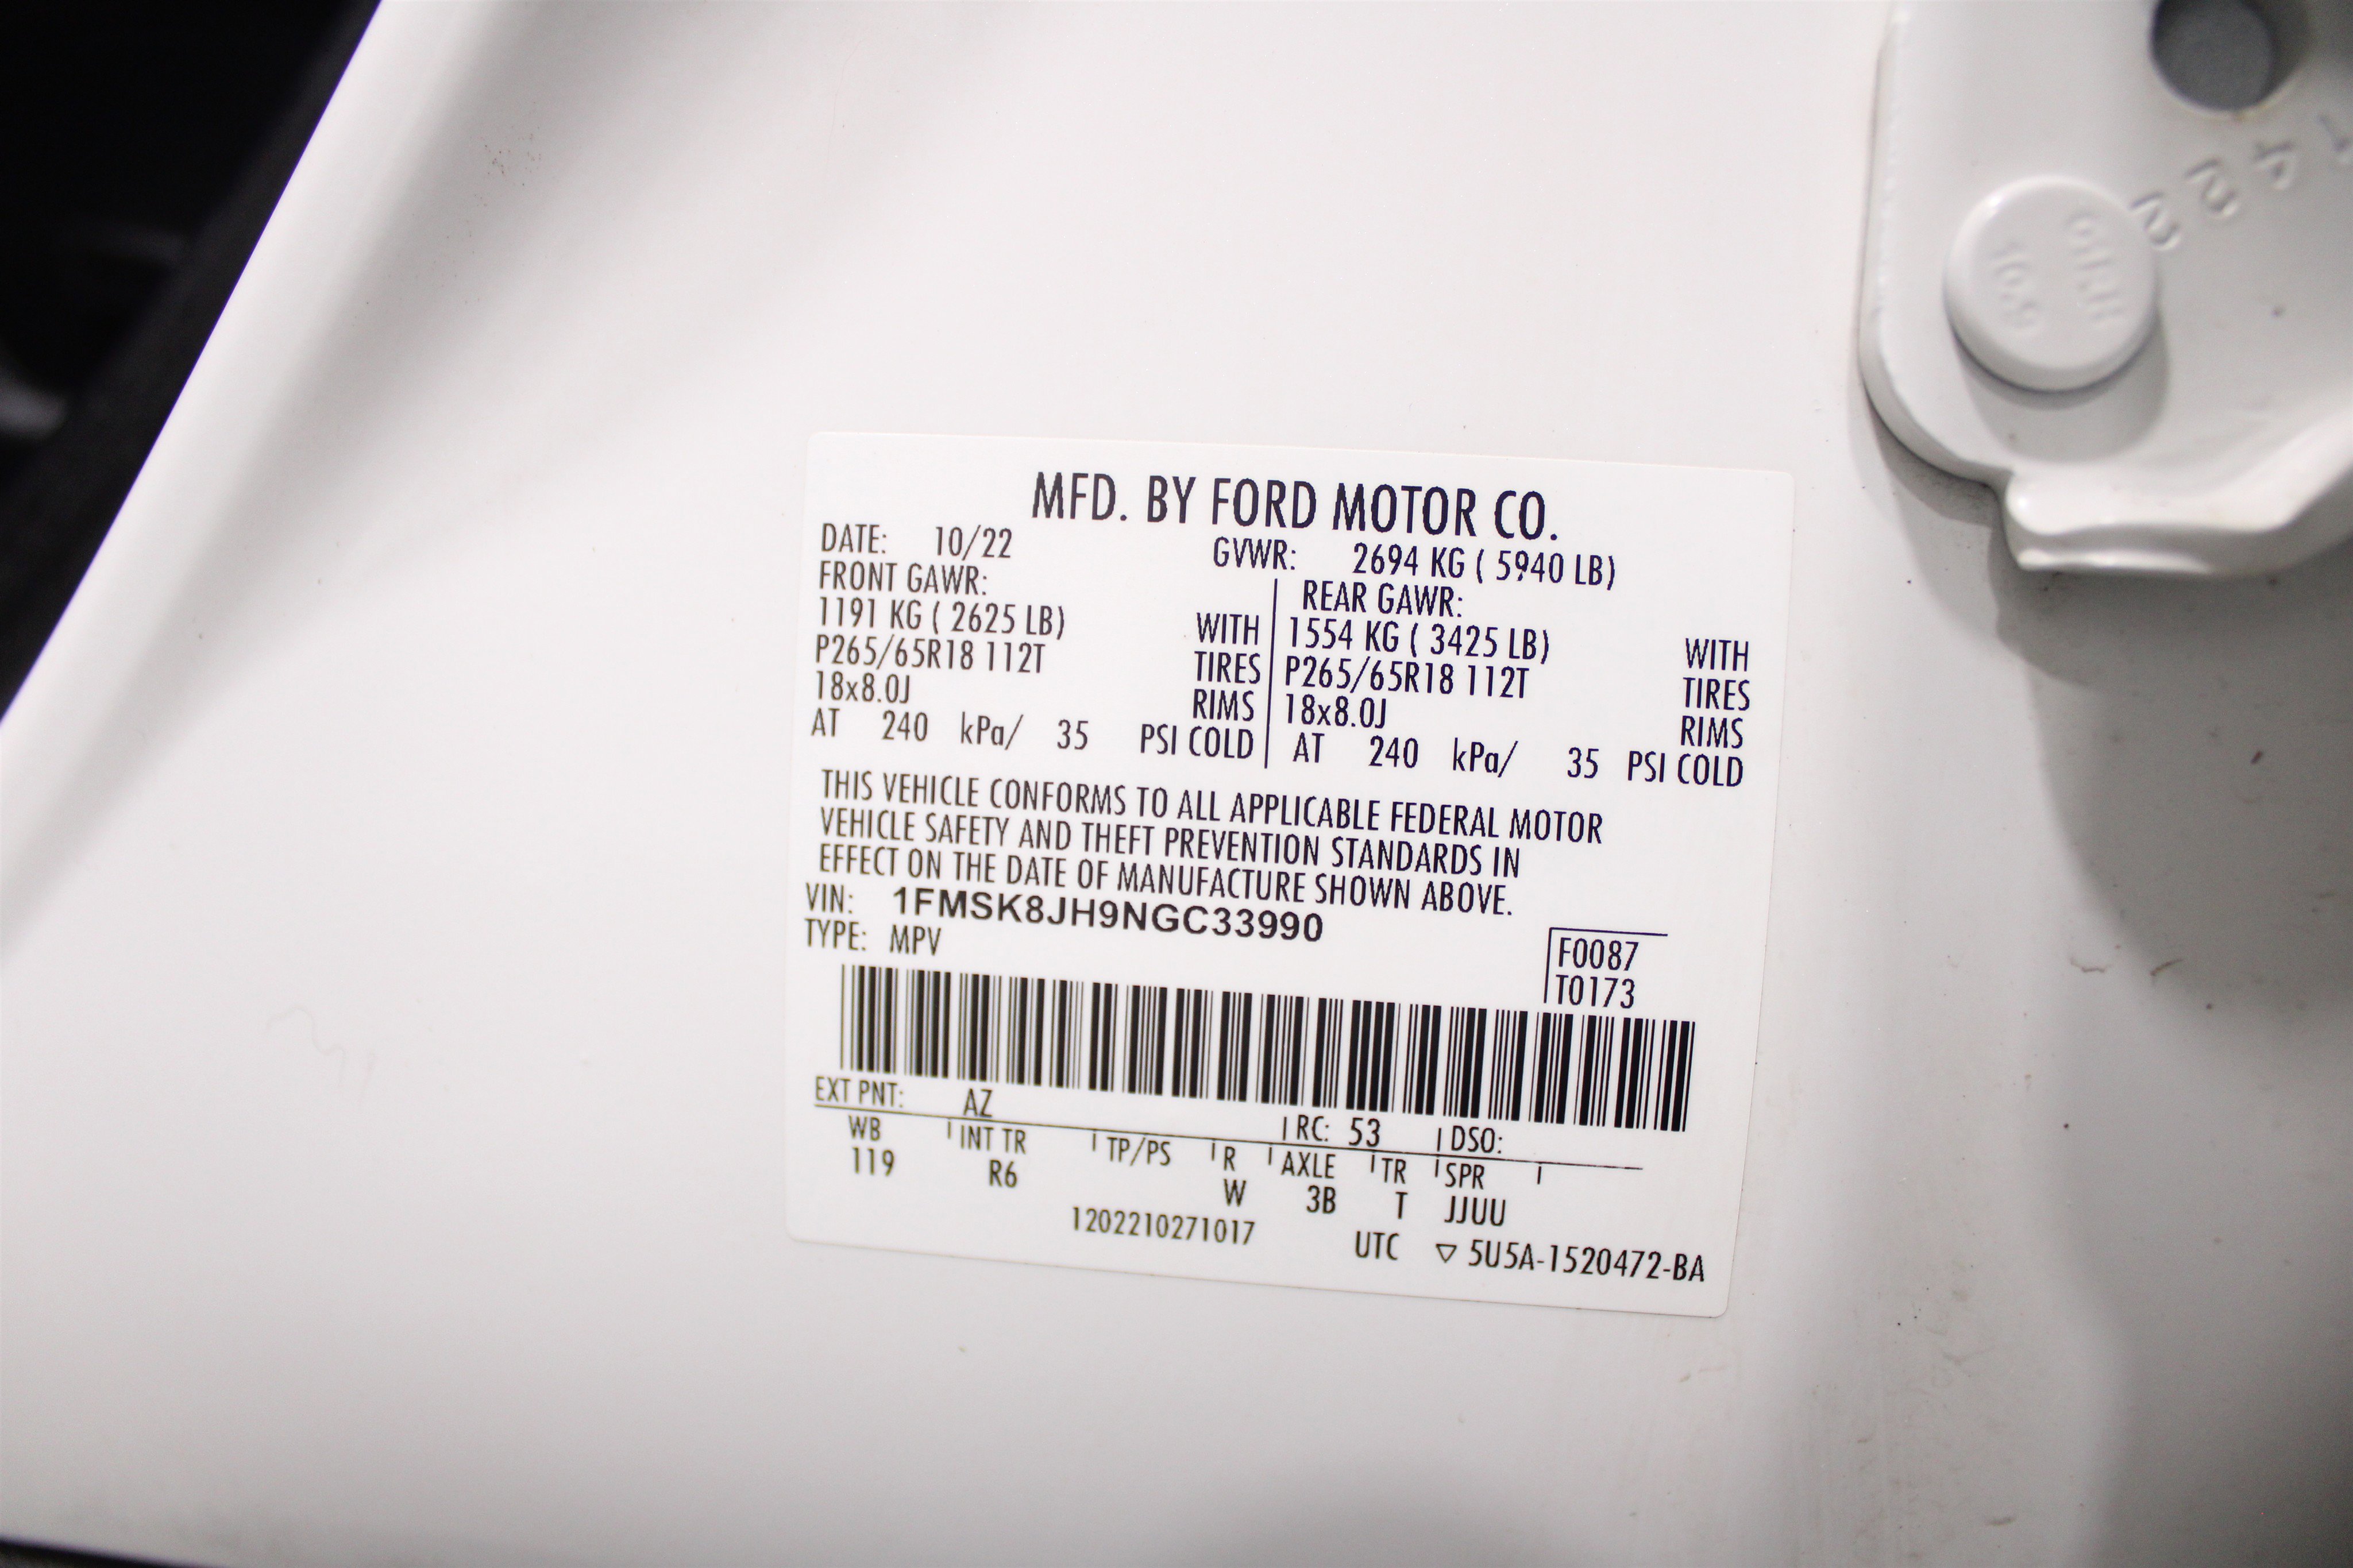 MFD. BY FORD MOTOR CO.
DATE: 10/22 GVWR: 2694 KG ( 5940 LB)
FRONT GAWR: REAR GAWR:
1191 KG ( 2625 LB) WITH 1554 KG ( 3425 LB) WITH
P265/65R18 112T TIRES P265/65R18 112T TIRES
18x8.0J RIMS 18x8.0J RIMS
AT 240 kPa/ 35 PSI COLD AT 240 kPa/ 35 PSI COLD
THIS VEHICLE CONFORMS TO ALL APPLICABLE FEDERAL MOTOR
VEHICLE SAFETY AND THEFT PREVENTION STANDARDS IN
EFFECT ON THE DATE OF MANUFACTURE SHOWN ABOVE.
VIN: 1FMSK8JH9NGC33990
TYPE: MPV
F0087
T0173
EXT PNT: AZ RC: 53 DSO:
WB INT TR TP/PS R AXLE TR SPR
119 R6 W 3B T JJUU
1202210271017 UTC ▽ 5U5A-1520472-BA
10.9